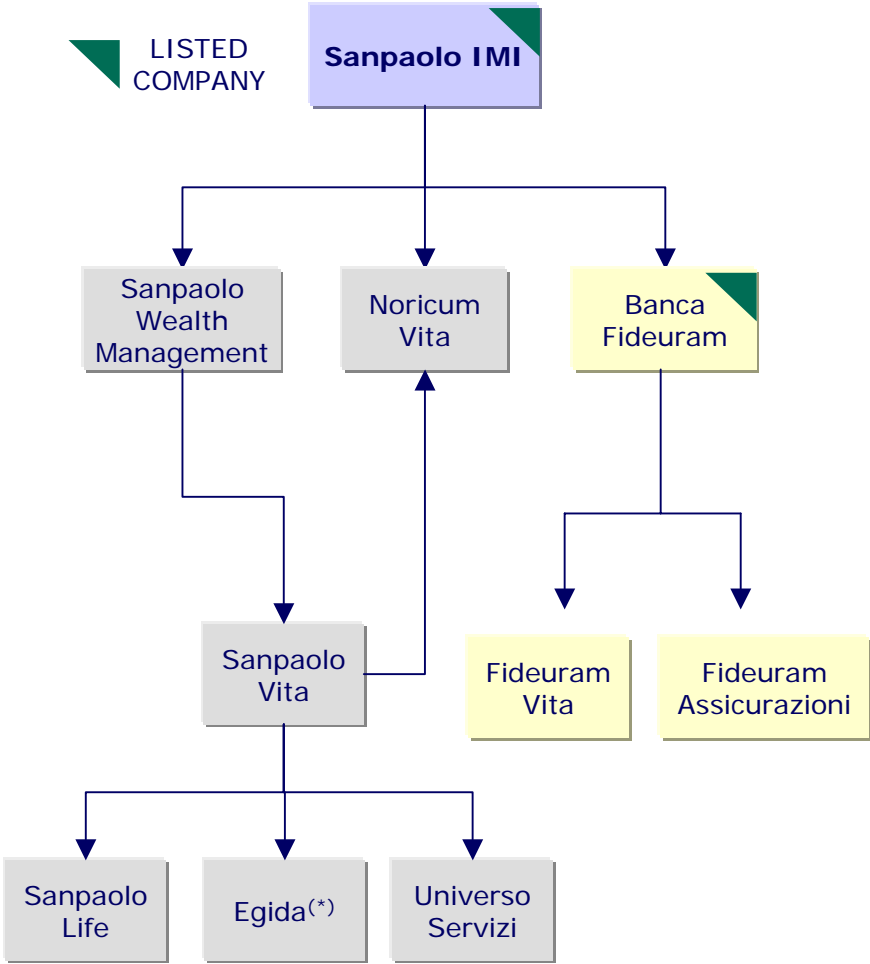 LISTED
COMPANY
Sanpaolo IMI
Sanpaolo
Wealth
Management
Noricum
Vita
Banca
Fideuram
Sanpaolo
Vita
Fideuram
Vita
Fideuram
Assicurazioni
Sanpaolo
Life
Egida(*)
Universo
Servizi